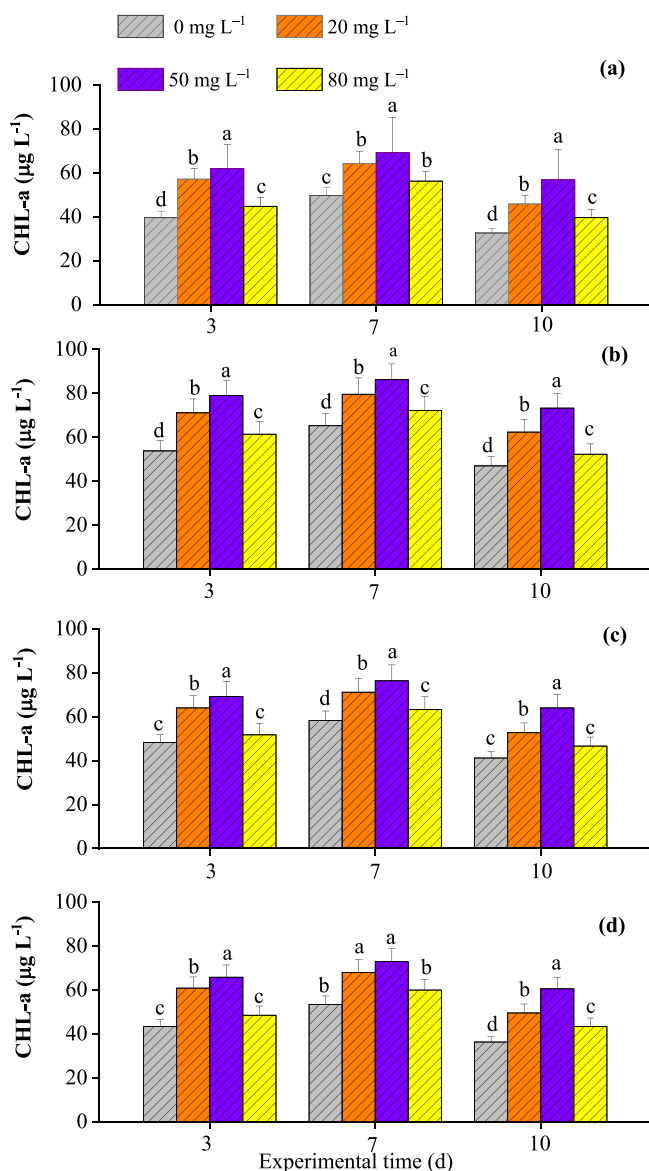 0 mg L⁻¹ 20 mg L⁻¹
50 mg L⁻¹ 80 mg L⁻¹
(a)
CHL-a (µg L⁻¹)
100
80
60
40
20
0
d b a c c b a b d b a c
3 7 10
(b)
CHL-a (µg L⁻¹)
100
80
60
40
20
0
d b a c d b a c d b a c
3 7 10
(c)
CHL-a (µg L⁻¹)
100
80
60
40
20
0
c b a c d b a c c b a c
3 7 10
(d)
CHL-a (µg L⁻¹)
100
80
60
40
20
0
c b a c b a a b d b a c
3 7 10
Experimental time (d)